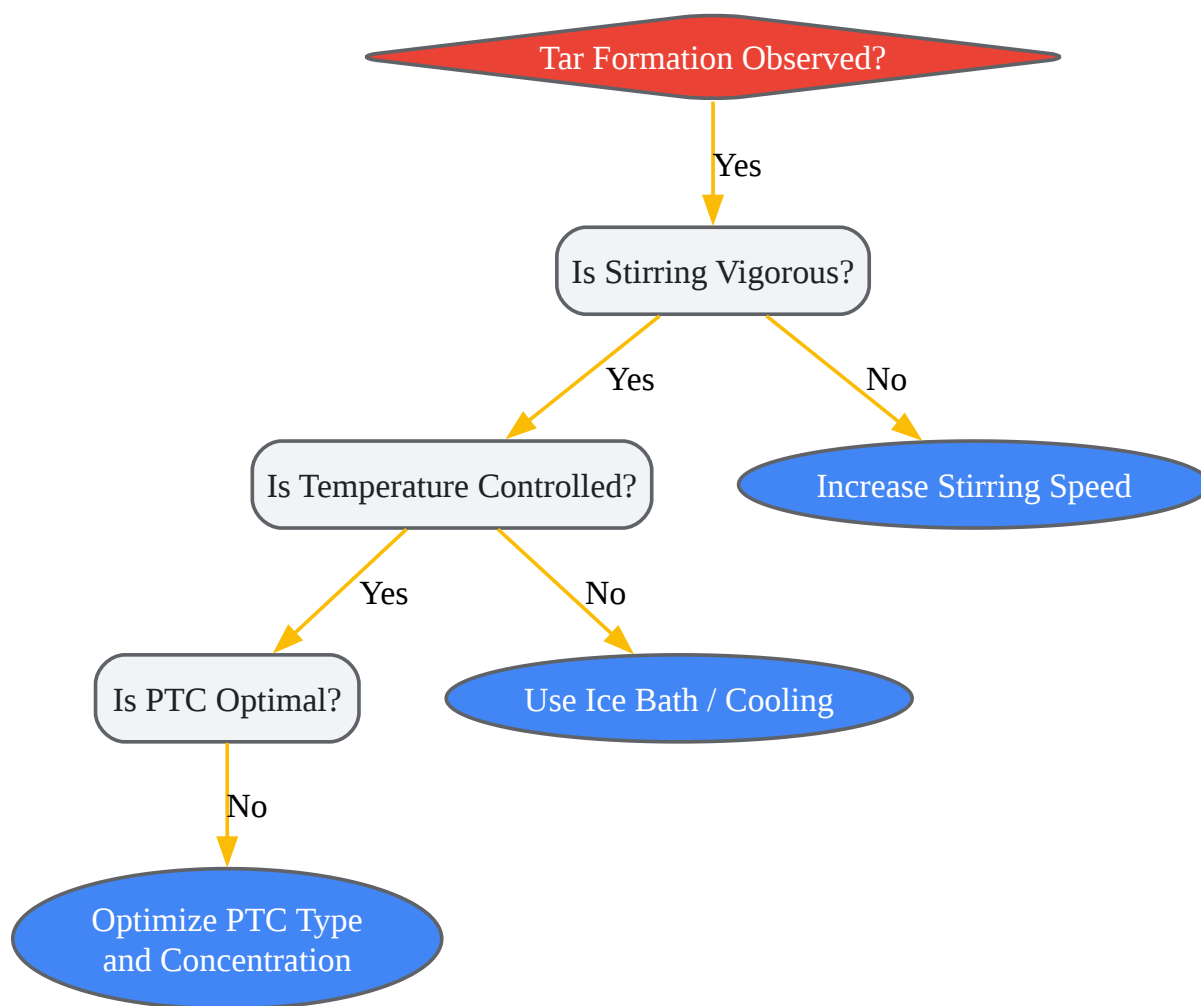 Tar Formation Observed?
Yes
Is Stirring Vigorous?
Yes
No
Is Temperature Controlled?
Increase Stirring Speed
Yes
No
Is PTC Optimal?
Use Ice Bath / Cooling
No
Optimize PTC Type
and Concentration